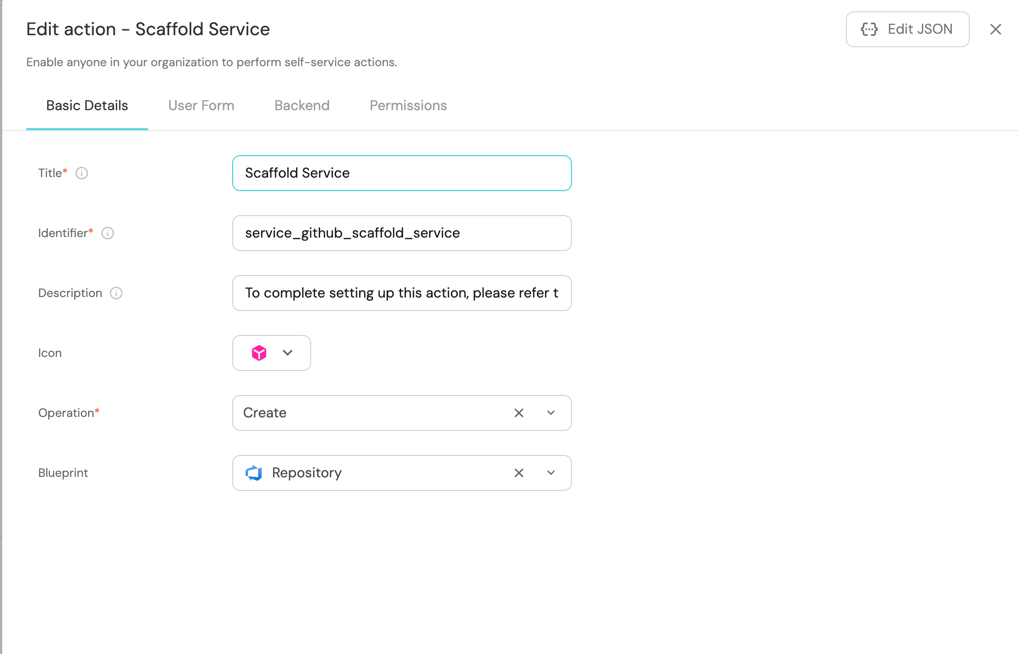 Edit action - Scaffold Service
Edit JSON
Enable anyone in your organization to perform self-service actions.
Basic Details User Form Backend Permissions
Title* Scaffold Service
Identifier* service_github_scaffold_service
Description To complete setting up this action, please refer t
Icon
Operation* Create
Blueprint Repository